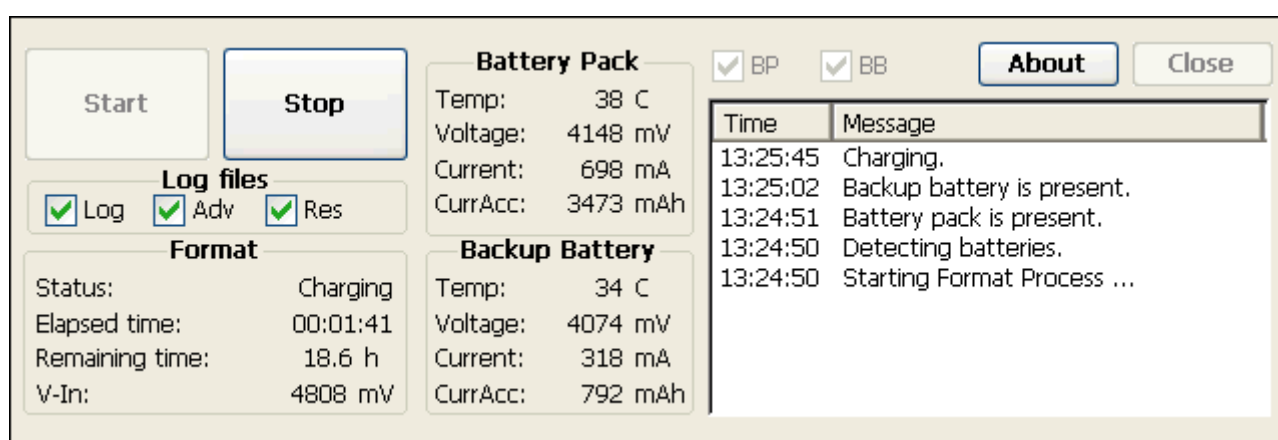 Start
Stop
Log files
Log Adv Res
Format
Status: Charging
Elapsed time: 00:01:41
Remaining time: 18.6 h
V-In: 4808 mV
Battery Pack
Temp: 38 C
Voltage: 4148 mV
Current: 698 mA
CurrAcc: 3473 mAh
Backup Battery
Temp: 34 C
Voltage: 4074 mV
Current: 318 mA
CurrAcc: 792 mAh
BP BB About Close
Time Message
13:25:45 Charging.
13:25:02 Backup battery is present.
13:24:51 Battery pack is present.
13:24:50 Detecting batteries.
13:24:50 Starting Format Process ...